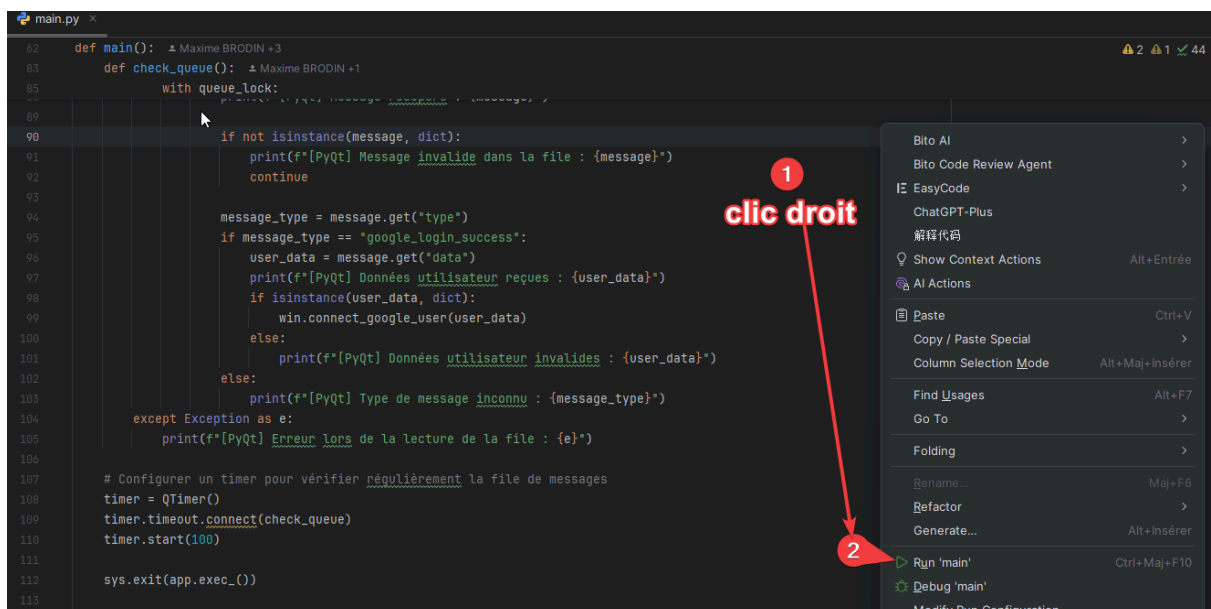 main.py ×
62 def main(): Maxime BRODIN +3
2 1 44
83 def check_queue(): Maxime BRODIN +1
85 with queue_lock:
89
90 if not isinstance(message, dict):
91 print(f"[PyQt] Message invalide dans la file : {message}")
92 continue
93
94 message_type = message.get("type")
95 if message_type == "google_login_success":
96 user_data = message.get("data")
97 print(f"[PyQt] Données utilisateur reçues : {user_data}")
98 if isinstance(user_data, dict):
99 win.connect_google_user(user_data)
100 else:
101 print(f"[PyQt] Données utilisateur invalides : {user_data}")
102 else:
103 print(f"[PyQt] Type de message inconnu : {message_type}")
104 except Exception as e:
105 print(f"[PyQt] Erreur lors de la lecture de la file : {e}")
106
107 # Configurer un timer pour vérifier régulièrement la file de messages
108 timer = QTimer()
109 timer.timeout.connect(check_queue)
110 timer.start(100)
111
112 sys.exit(app.exec_())
113
1
clic droit
2
Bito AI
Bito Code Review Agent
EasyCode
ChatGPT-Plus
解释代码
Show Context Actions Alt+Entrée
AI Actions
Paste Ctrl+V
Copy / Paste Special
Column Selection Mode Alt+Maj+Insérer
Find Usages Alt+F7
Go To
Folding
Rename... Maj+F6
Refactor
Generate... Alt+Insérer
Run 'main' Ctrl+Maj+F10
Debug 'main'
Modify Run Configuration